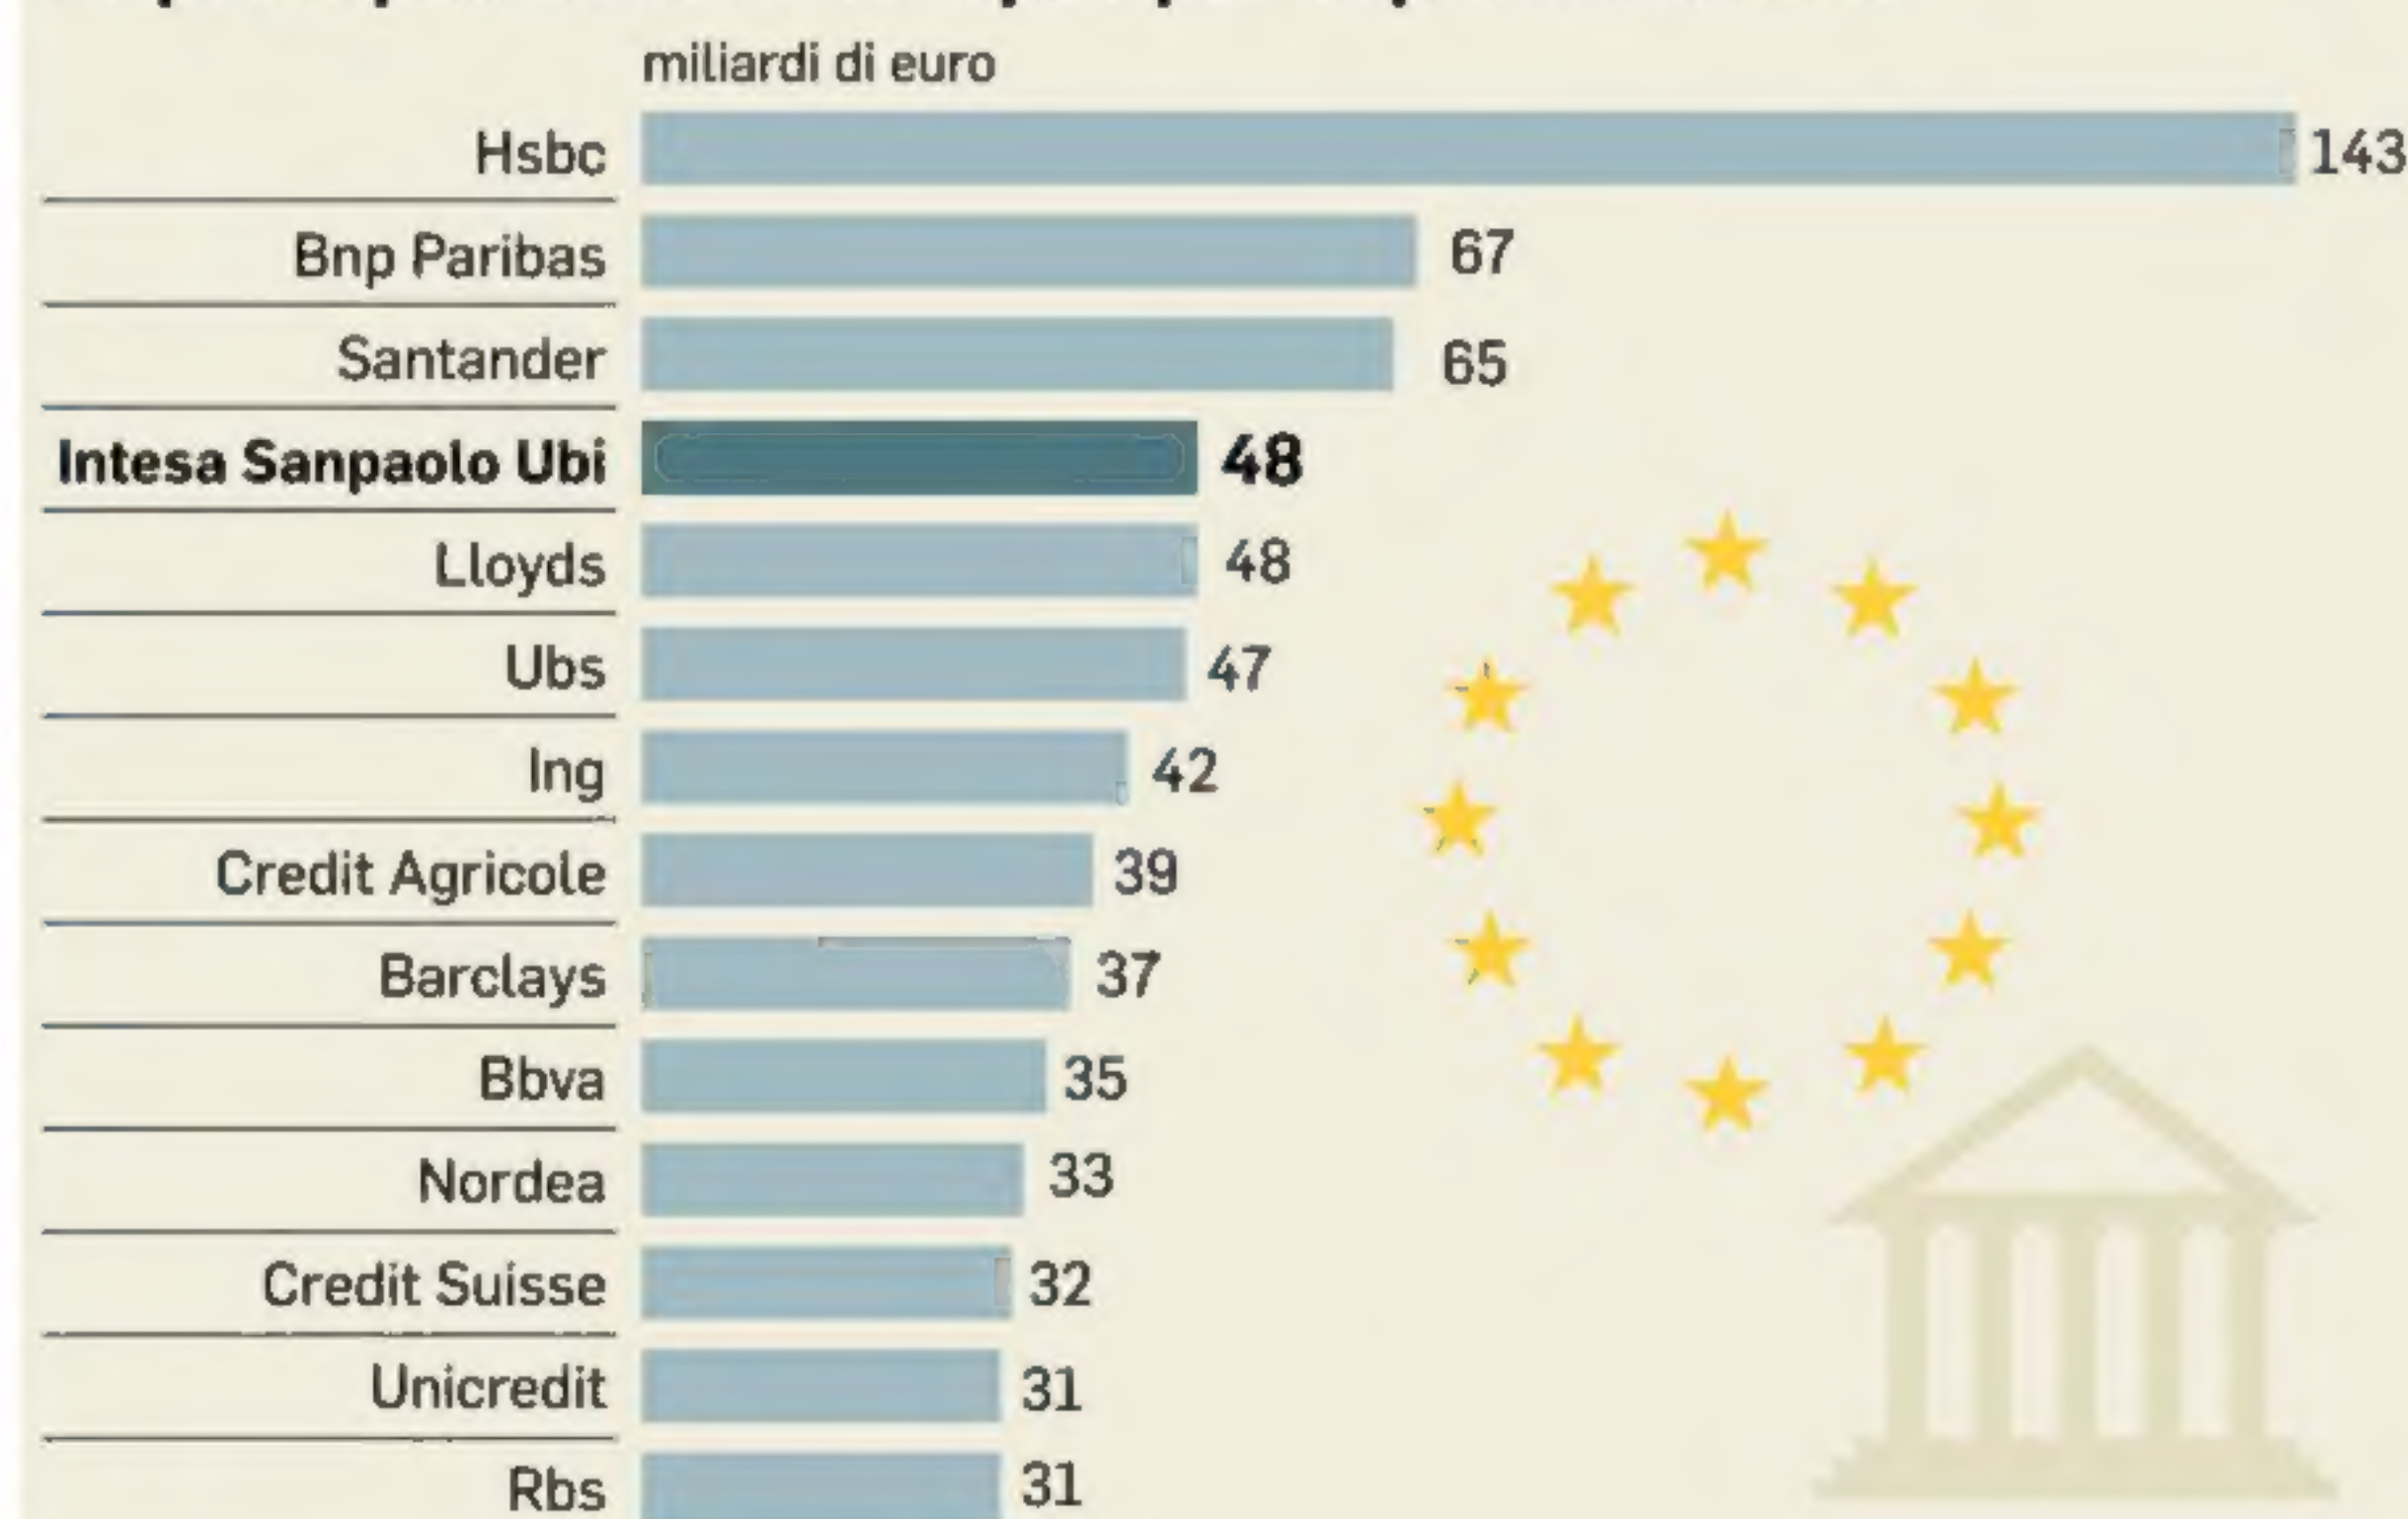 miliardi di euro
Hsbc 143
Bnp Paribas 67
Santander 65
Intesa Sanpaolo Ubi 48
Lloyds 48
Ubs 47
Ing 42
Credit Agricole 39
Barclays 37
Bbva 35
Nordea 33
Credit Suisse 32
Unicredit 31
Rbs 31